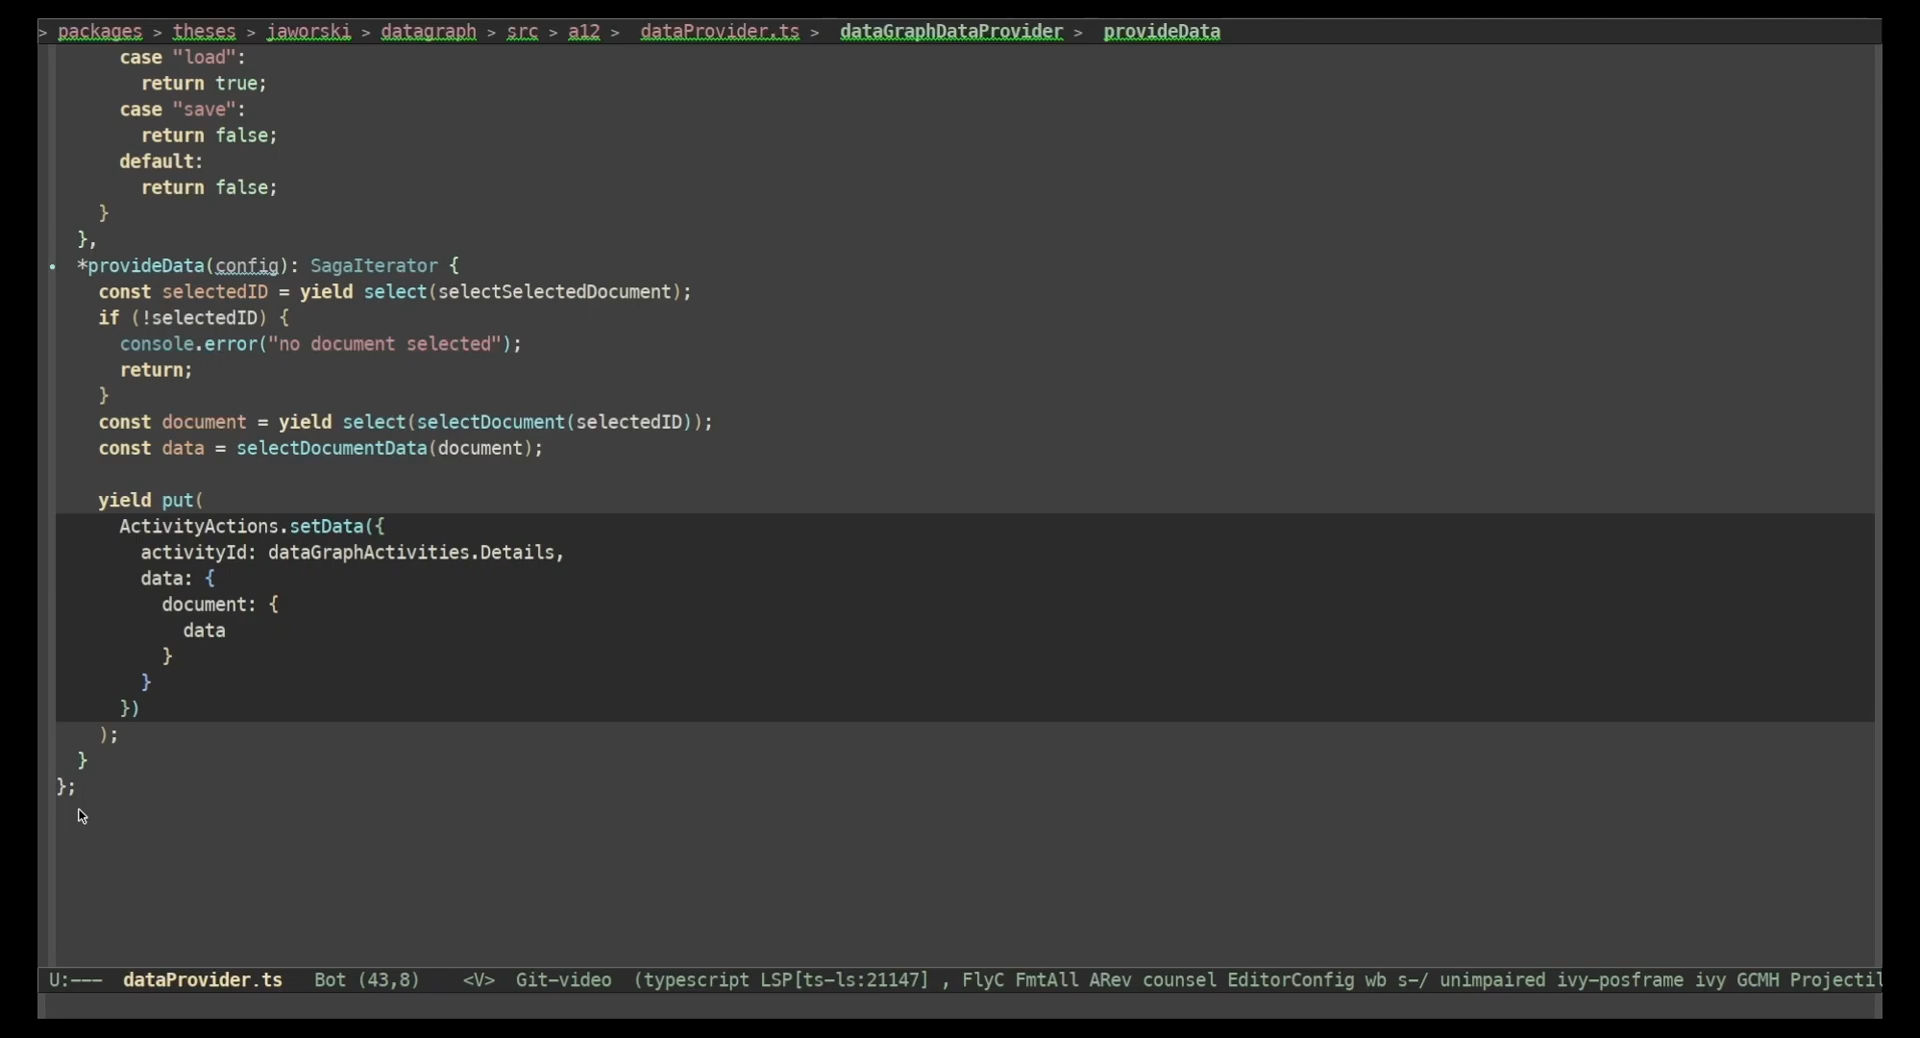 > packages > theses > jaworski > datagraph > src > a12 > dataProvider.ts > dataGraphDataProvider > provideData
case "load":
return true;
case "save":
return false;
default:
return false;
}
},
*provideData(config): SagaIterator {
const selectedID = yield select(selectSelectedDocument);
if (!selectedID) {
console.error("no document selected");
return;
}
const document = yield select(selectDocument(selectedID));
const data = selectDocumentData(document);
yield put(
ActivityActions.setData({
activityId: dataGraphActivities.Details,
data: {
document: {
data
}
}
})
);
}
};
U:--- dataProvider.ts Bot (43,8) <V> Git-video (typescript LSP[ts-ls:21147] , FlyC FmtAll ARev counsel EditorConfig wb s-/ unimpaired ivy-posframe ivy GCMH Projectil